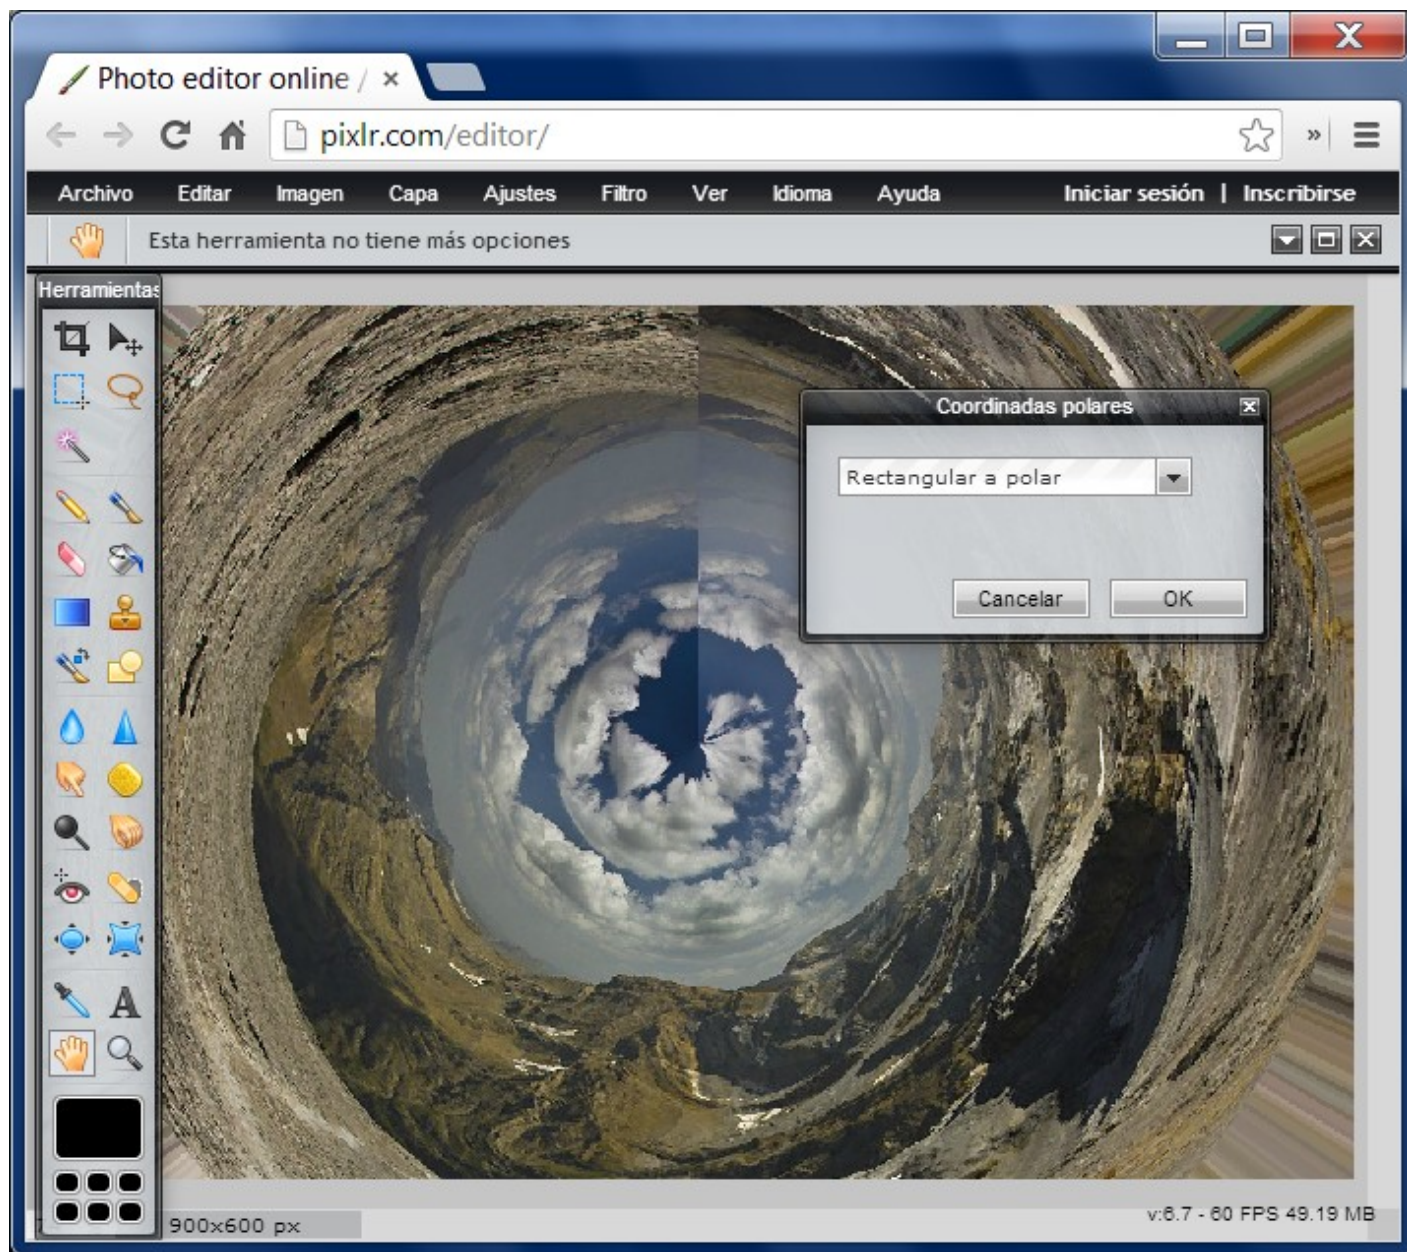 Photo editor online /
pixlr.com/editor/
Archivo Editar Imagen Capa Ajustes Filtro Ver Idioma Ayuda Iniciar sesión | Inscribirse
Esta herramienta no tiene más opciones
Herramientas
Coordinadas polares
Rectangular a polar
Cancelar OK
900x600 px
v:6.7 - 60 FPS 49.19 MB